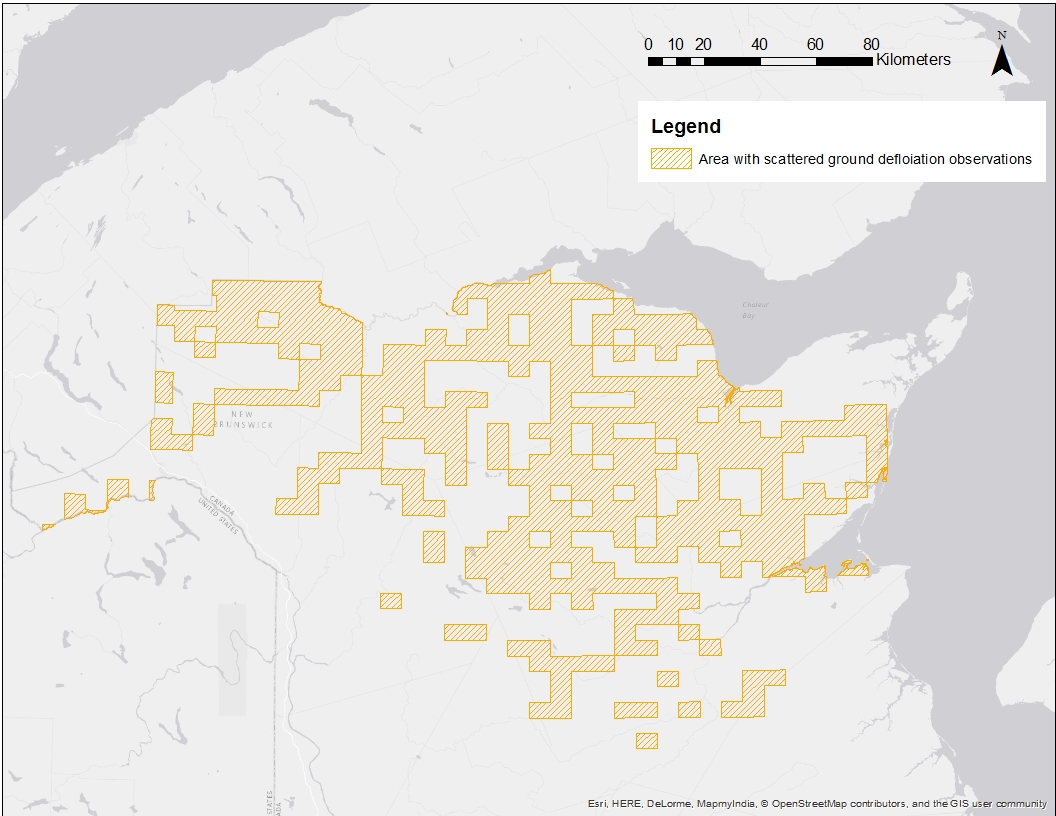 0 10 20 40 60 80
Kilometers
N
Legend
Area with scattered ground defloiation observations
Chaleur
Bay
NEW
BRUNSWICK
CANADA
UNITED STATES
Esri, HERE, DeLorme, MapmyIndia, © OpenStreetMap contributors, and the GIS user community